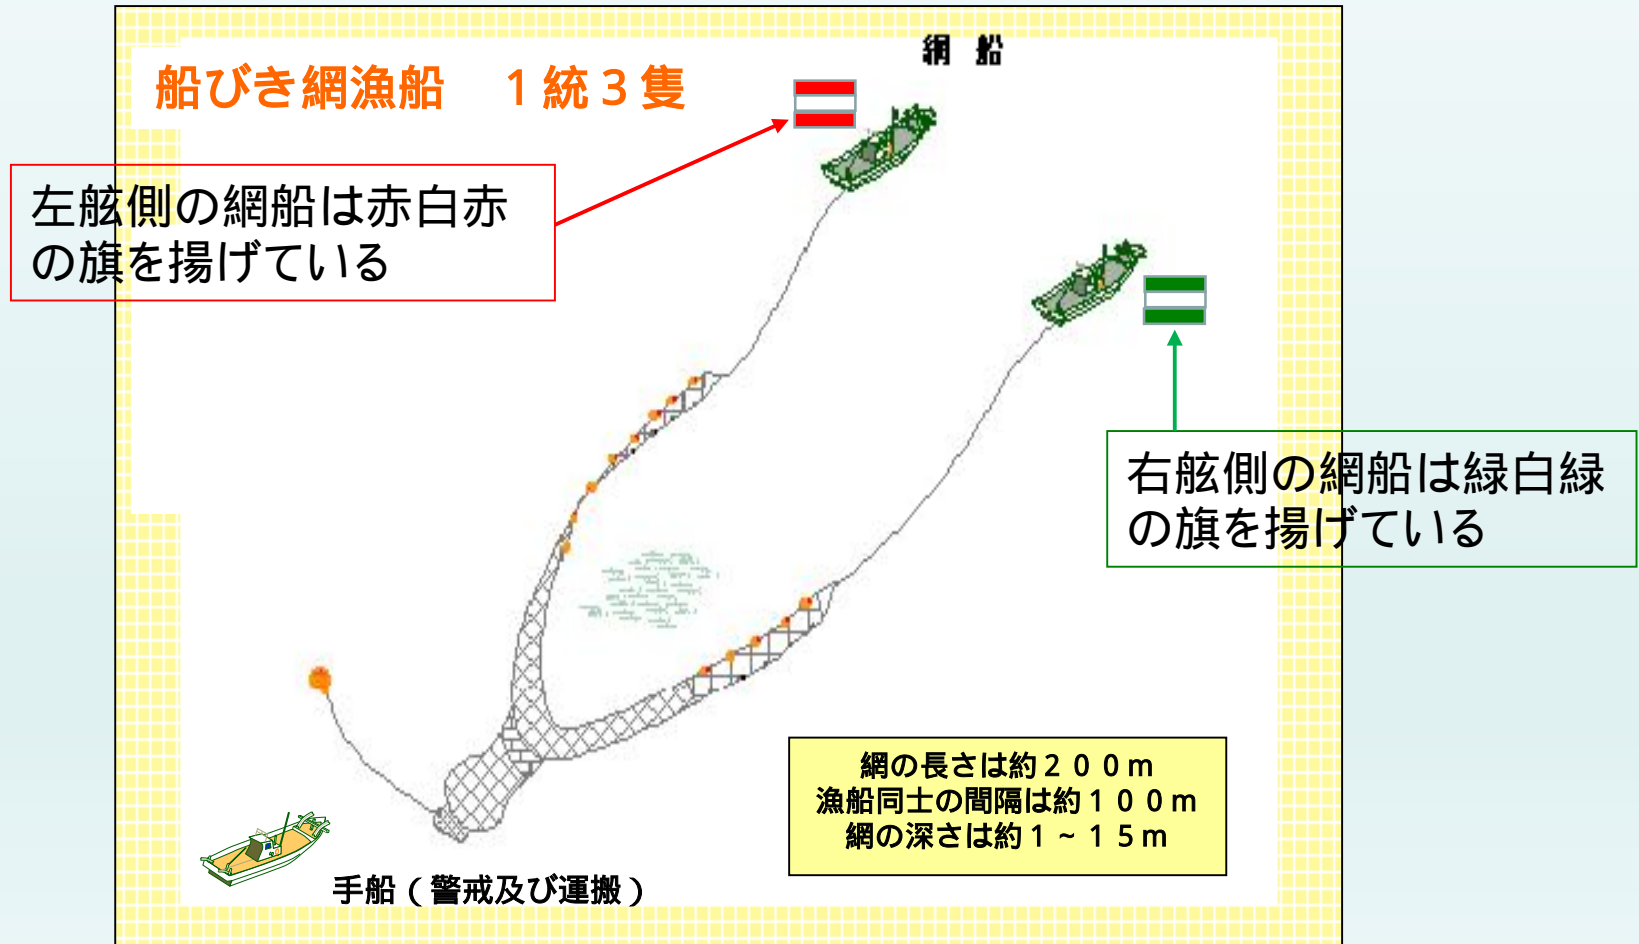 網 船
船びき網漁船 １統３隻
左舷側の網船は赤白赤
の旗を揚げている
右舷側の網船は緑白緑
の旗を揚げている
網の長さは約２００ｍ
漁船同士の間隔は約１００ｍ
網の深さは約１~１５ｍ
手船（警戒及び運搬）